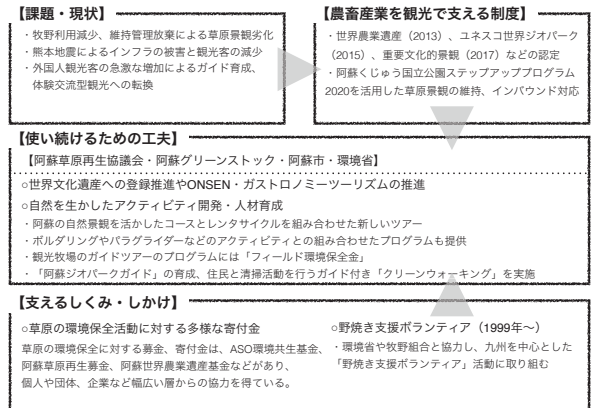 【課題・現状】
・牧野利用減少、維持管理放棄による草原景観劣化
・熊本地震によるインフラの被害と観光客の減少
・外国人観光客の急激な増加によるガイド育成、
体験交流型観光への転換
【農畜産業を観光で支える制度】
・世界農業遺産（2013）、ユネスコ世界ジオパーク
（2015）、重要文化的景観（2017）などの認定
・阿蘇くじゅう国立公園ステップアッププログラム
2020を活用した草原景観の維持、インバウンド対応
【使い続けるための工夫】
【阿蘇草原再生協議会・阿蘇グリーンストック・阿蘇市・環境省】
○世界文化遺産への登録推進やONSEN・ガストロノミーツーリズムの推進
○自然を生かしたアクティビティ開発・人材育成
・阿蘇の自然景観を活かしたコースとレンタサイクルを組み合わせた新しいツアー
・ボルダリングやパラグライダーなどのアクティビティとの組み合わせたプログラムも提供
・観光牧場のガイドツアーのプログラムには「フィールド環境保全金」
・「阿蘇ジオパークガイド」の育成、住民と清掃活動を行うガイド付き「クリーンウォーキング」を実施
【支えるしくみ・しかけ】
○草原の環境保全活動に対する多様な寄付金
草原の環境保全に対する募金、寄付金は、ASO環境共生基金、
阿蘇草原再生募金、阿蘇世界農業遺産基金などがあり、
個人や団体、企業など幅広い層からの協力を得ている。
○野焼き支援ボランティア（1999年〜）
・環境省や牧野組合と協力し、九州を中心とした
「野焼き支援ボランティア」活動に取り組む